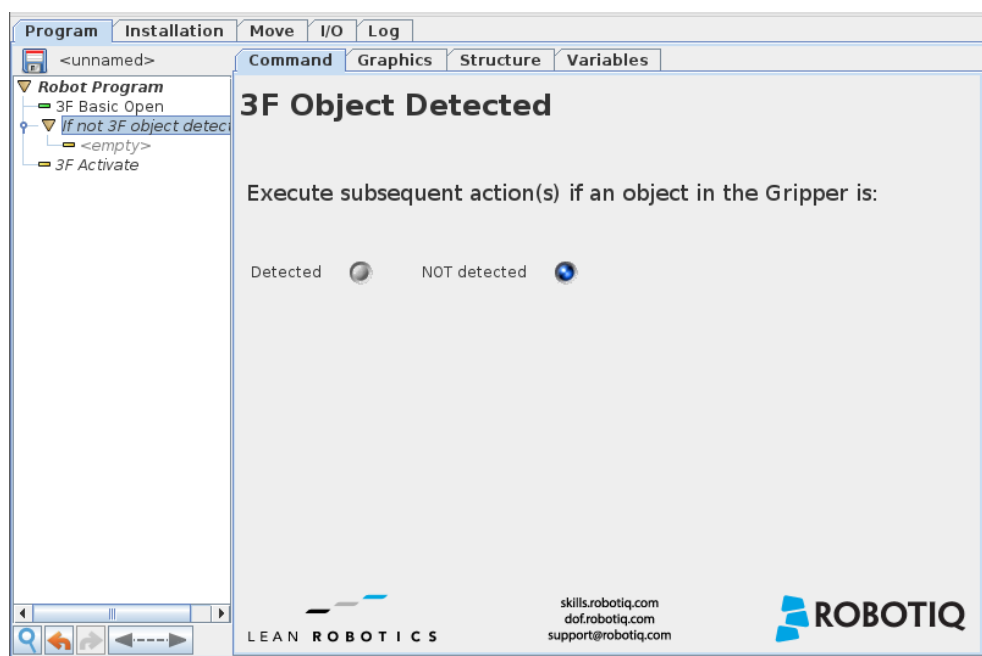 Program Installation Move I/O Log
<unnamed> Command Graphics Structure Variables
Robot Program
3F Basic Open
If not 3F object detect
<empty>
3F Activate
3F Object Detected
Execute subsequent action(s) if an object in the Gripper is:
Detected NOT detected
LEAN ROBOTICS
skills.robotiq.com
dof.robotiq.com
support@robotiq.com
ROBOTIQ